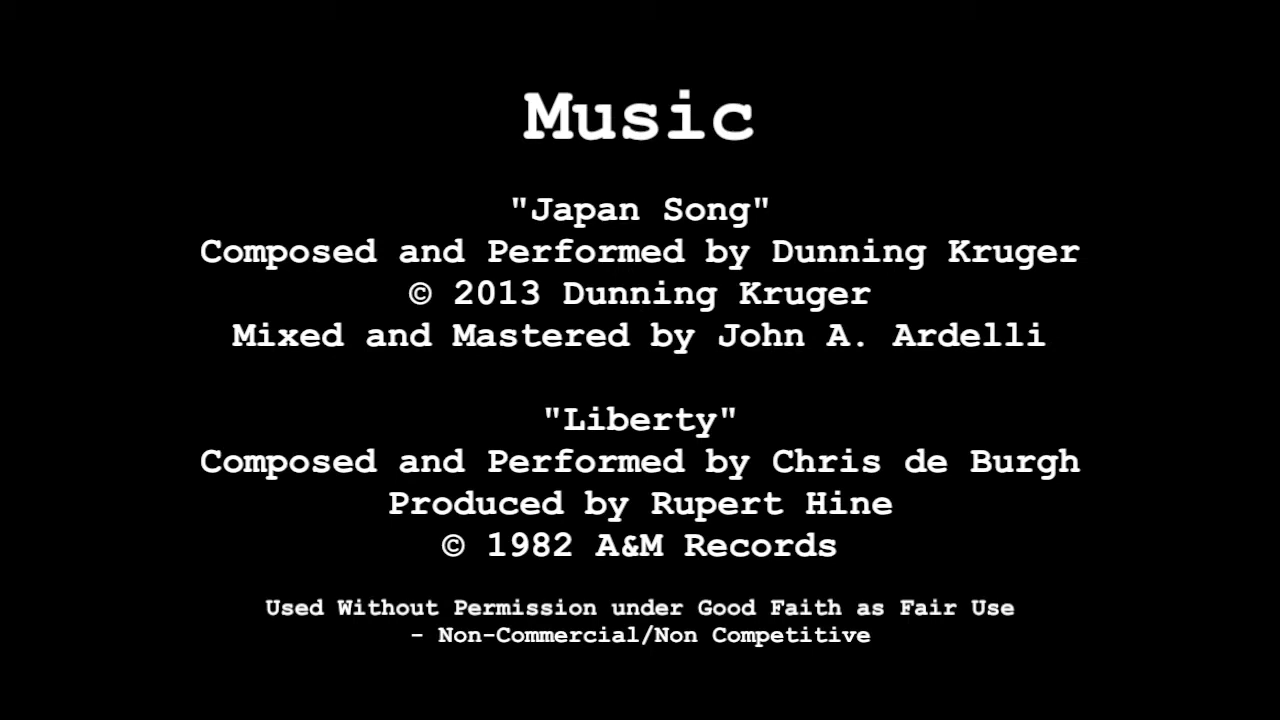 Music
"Japan Song"
Composed and Performed by Dunning Kruger
© 2013 Dunning Kruger
Mixed and Mastered by John A. Ardelli
"Liberty"
Composed and Performed by Chris de Burgh
Produced by Rupert Hine
© 1982 A&M Records
Used Without Permission under Good Faith as Fair Use
- Non-Commercial/Non Competitive